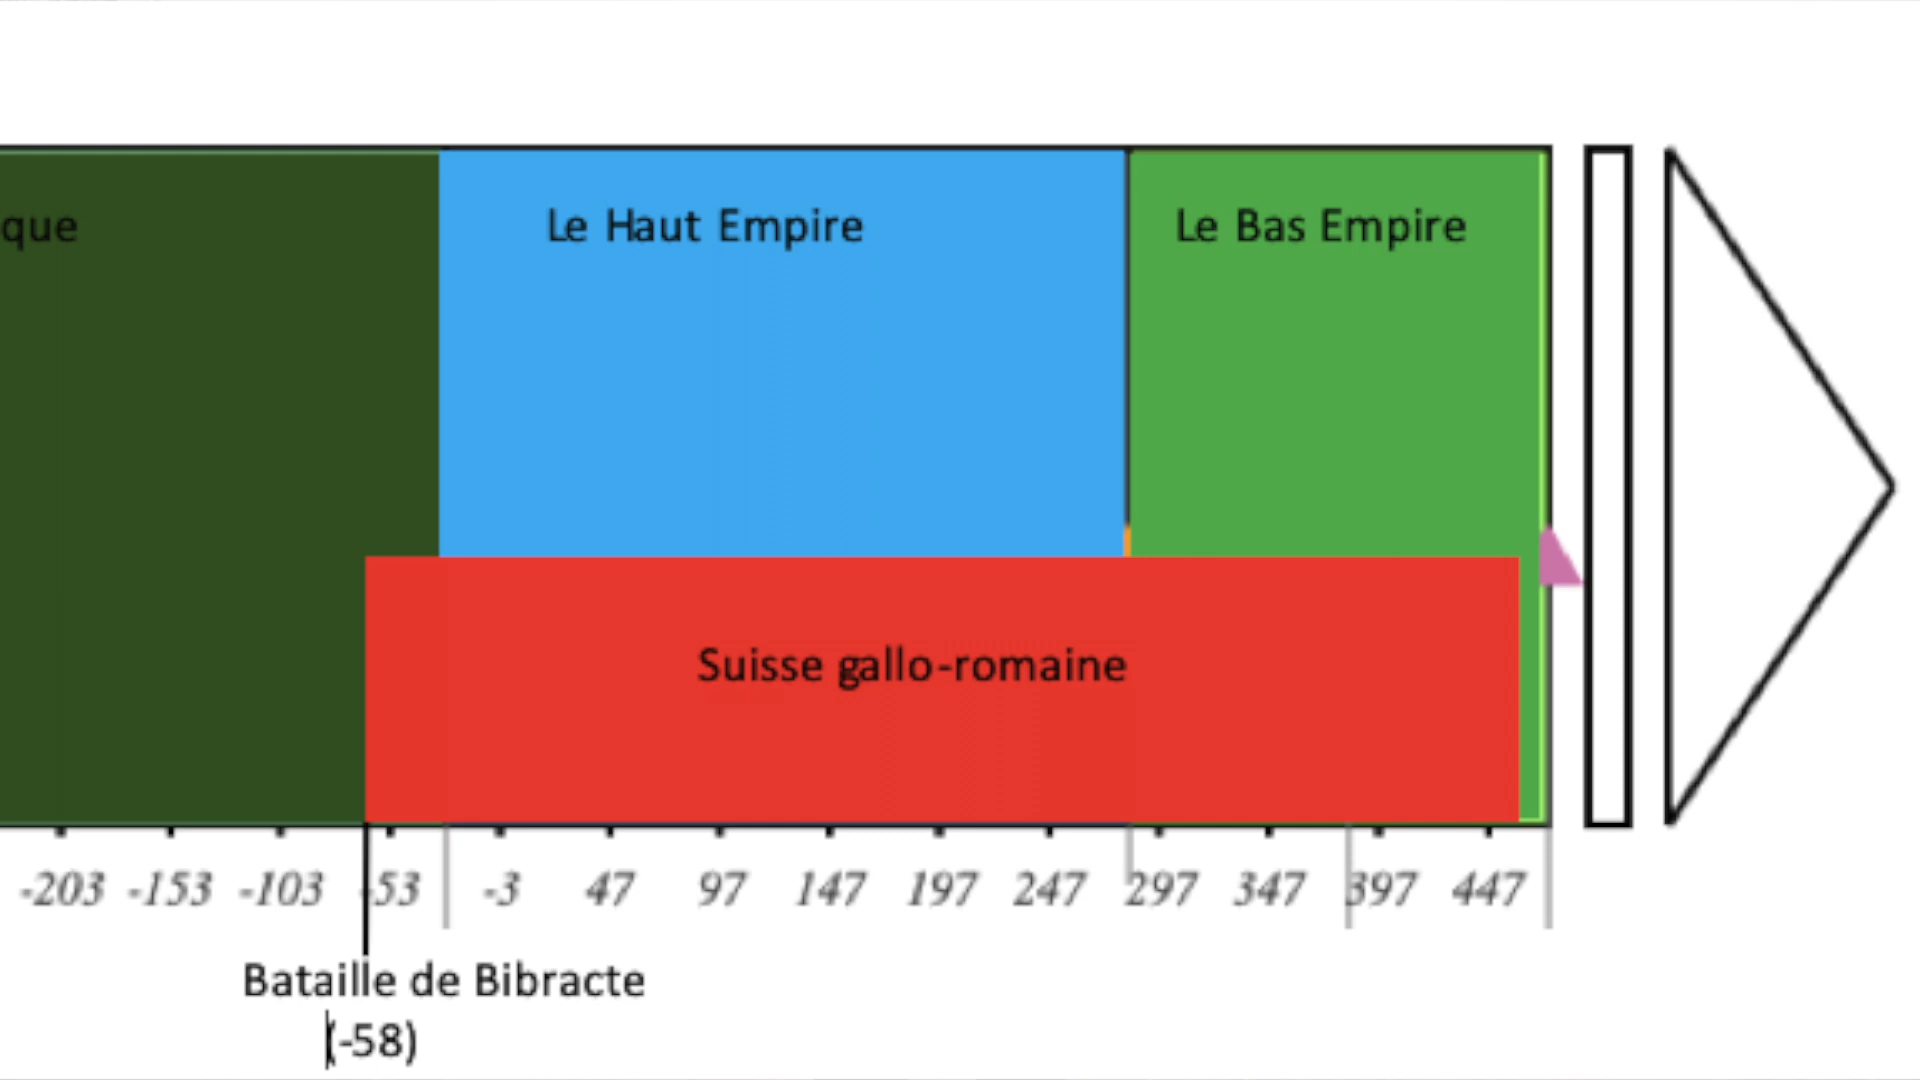 que Le Haut Empire Le Bas Empire
Suisse gallo-romaine
-203 -153 -103 -53 -3 47 97 147 197 247 297 347 397 447
Bataille de Bibracte
(-58)